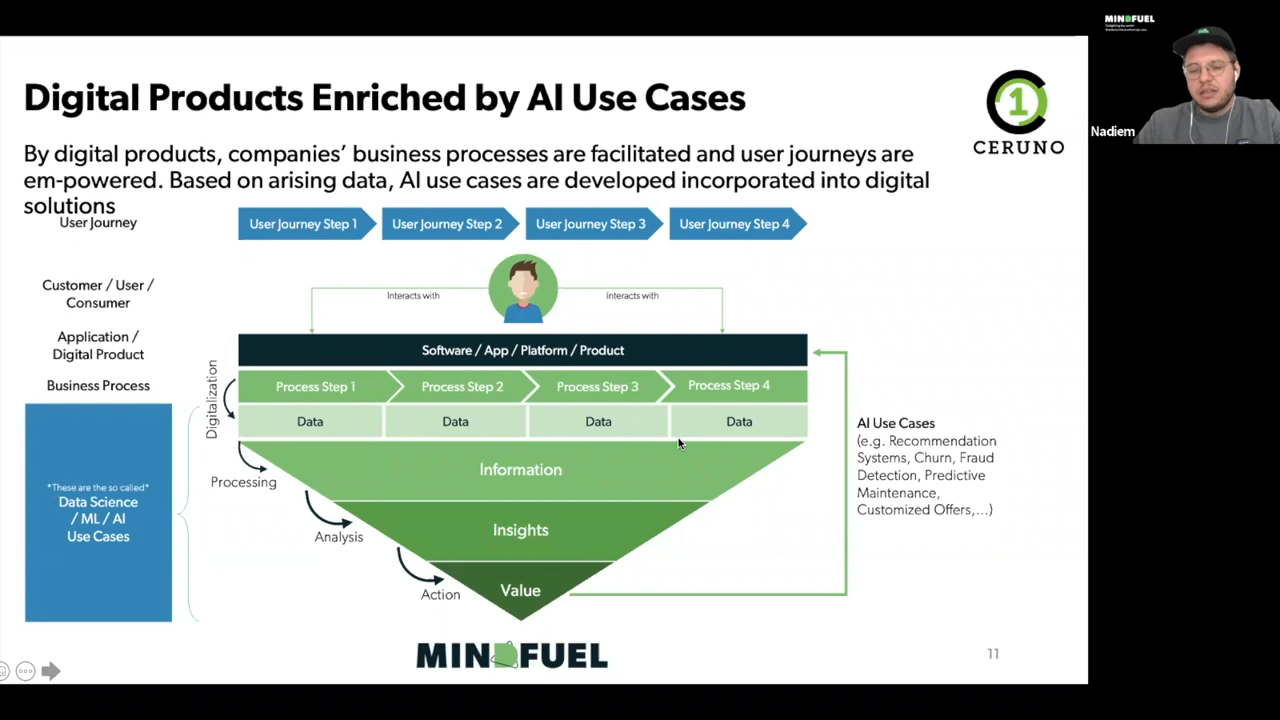 MINDFUEL
Digital Products Enriched by AI Use Cases
1
CERUNO
Nadiem
By digital products, companies’ business processes are facilitated and user journeys are
em-powered. Based on arising data, AI use cases are developed incorporated into digital
solutions
User Journey
User Journey Step 1
User Journey Step 2
User Journey Step 3
User Journey Step 4
Customer / User /
Consumer
Interacts with
Interacts with
Application /
Digital Product
Software / App / Platform / Product
Business Process
Process Step 1
Process Step 2
Process Step 3
Process Step 4
Digitalization
Data
Data
Data
Data
AI Use Cases
(e.g. Recommendation
Systems, Churn, Fraud
Detection, Predictive
Maintenance,
Customized Offers,...)
Information
Processing
*These are the so called*
Data Science
/ ML / AI
Use Cases
Insights
Analysis
Value
Action
MINDFUEL
11